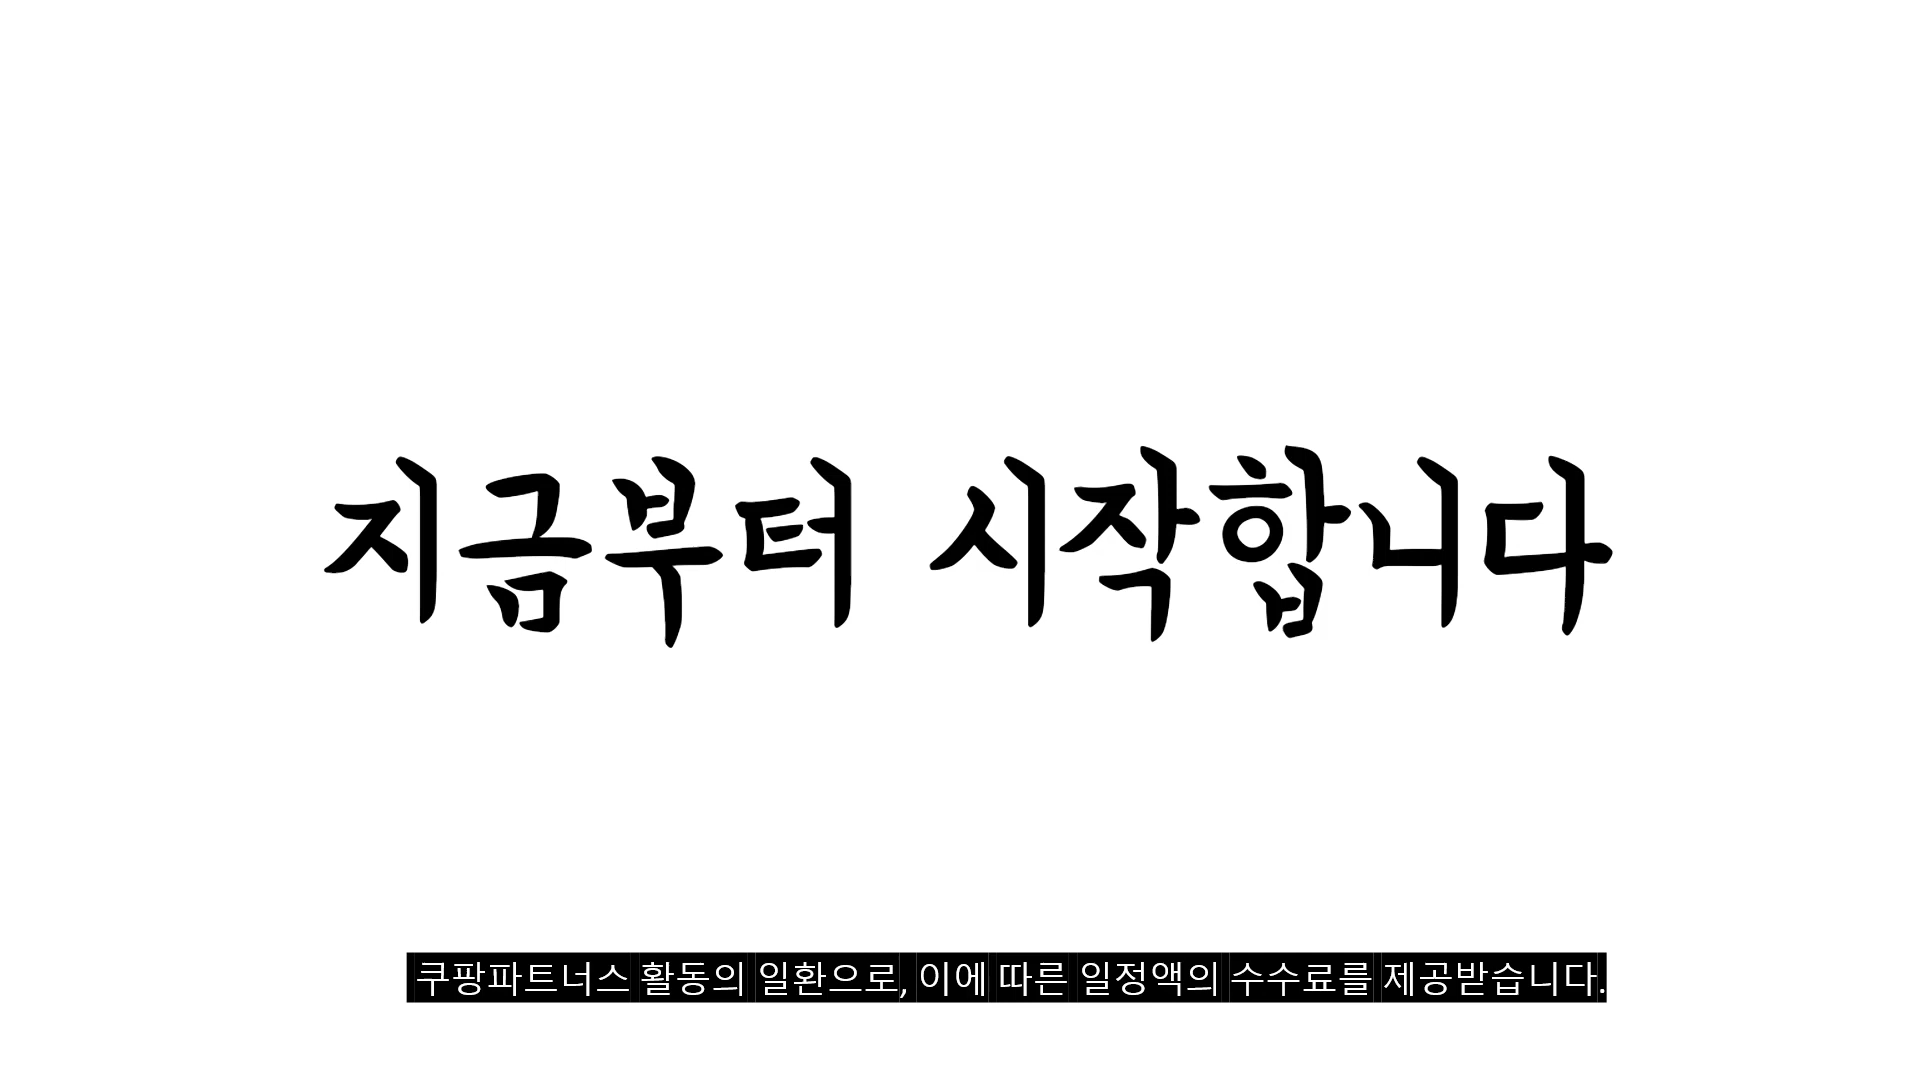 지금부터 시작합니다
쿠팡파트너스 활동의 일환으로, 이에 따른 일정액의 수수료를 제공받습니다.